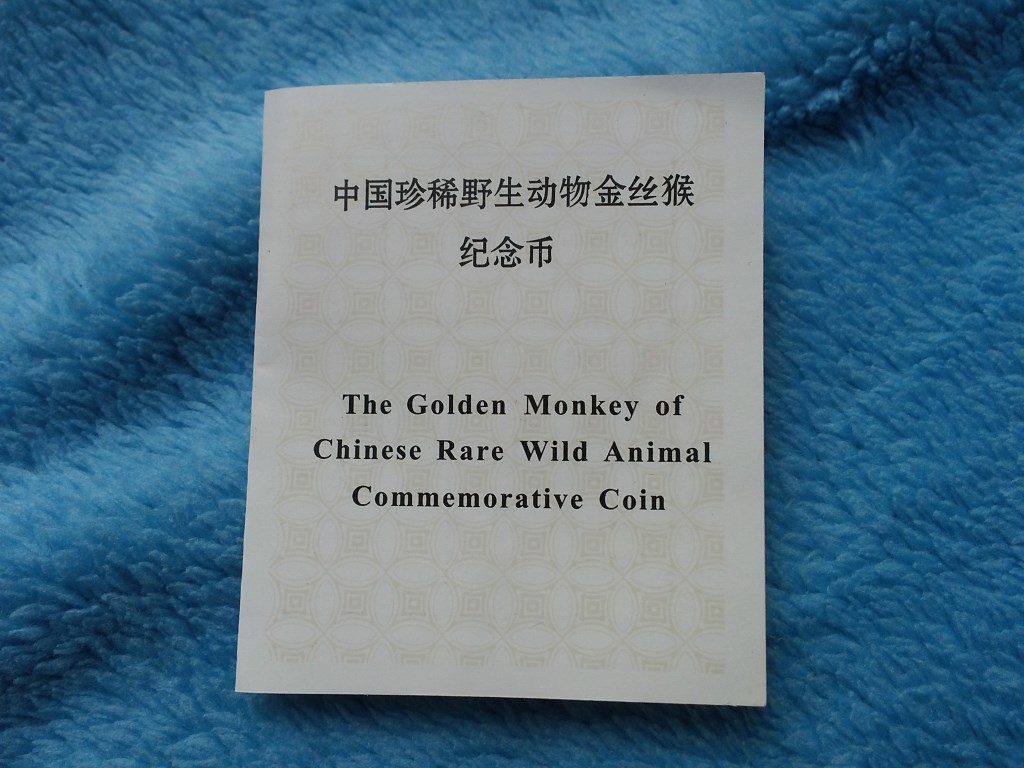 中国珍稀野生动物金丝猴
纪念币
The Golden Monkey of
Chinese Rare Wild Animal
Commemorative Coin